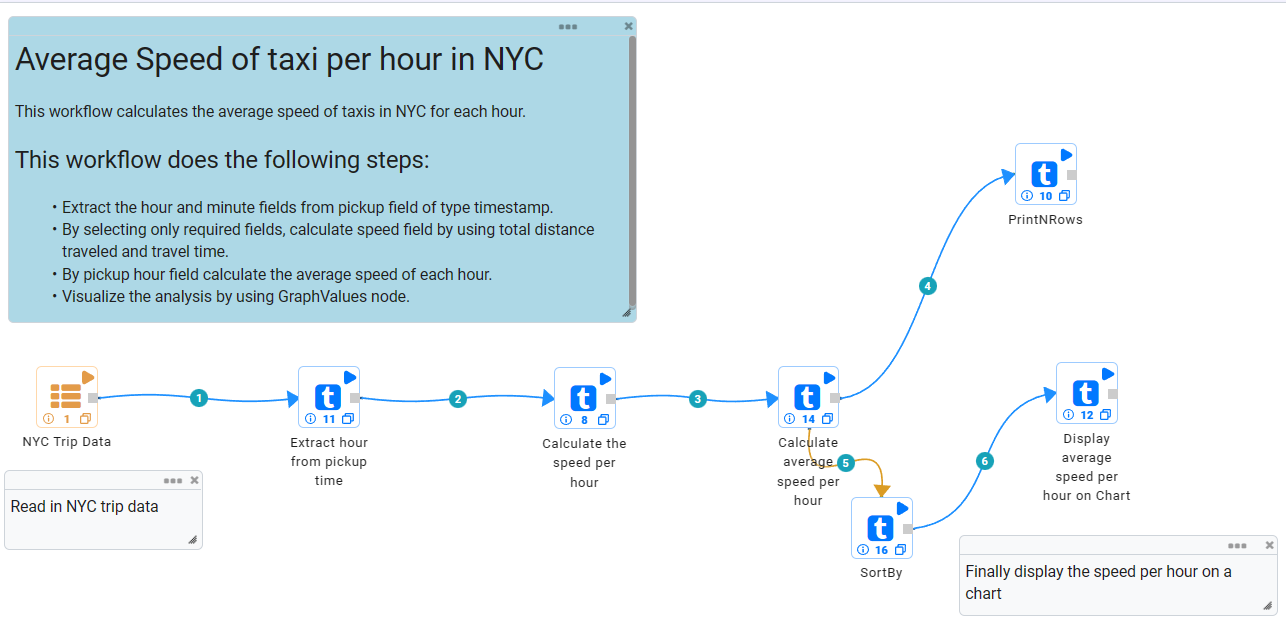 Average Speed of taxi per hour in NYC
This workflow calculates the average speed of taxis in NYC for each hour.
This workflow does the following steps:
• Extract the hour and minute fields from pickup field of type timestamp.
• By selecting only required fields, calculate speed field by using total distance
traveled and travel time.
• By pickup hour field calculate the average speed of each hour.
• Visualize the analysis by using GraphValues node.
t
10
PrintNRows
4
1
NYC Trip Data
1
t
11
Extract hour
from pickup
time
2
t
8
Calculate the
speed per
hour
3
t
14
Calculate
average
speed per
hour
5
t
16
SortBy
6
t
12
Display
average
speed per
hour on Chart
Read in NYC trip data
Finally display the speed per hour on a
chart